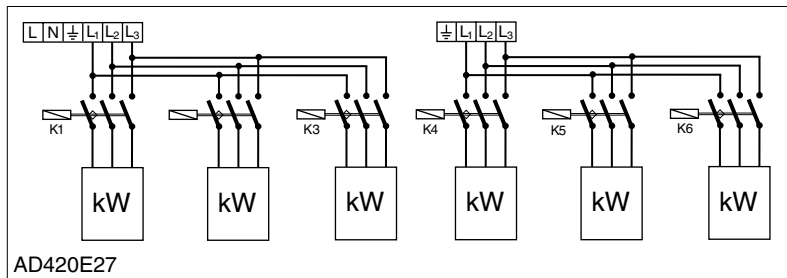 L N ⏚ L1 L2 L3 ⏚ L1 L2 L3
K1 K3 K4 K5 K6
kW kW kW kW kW kW
AD420E27